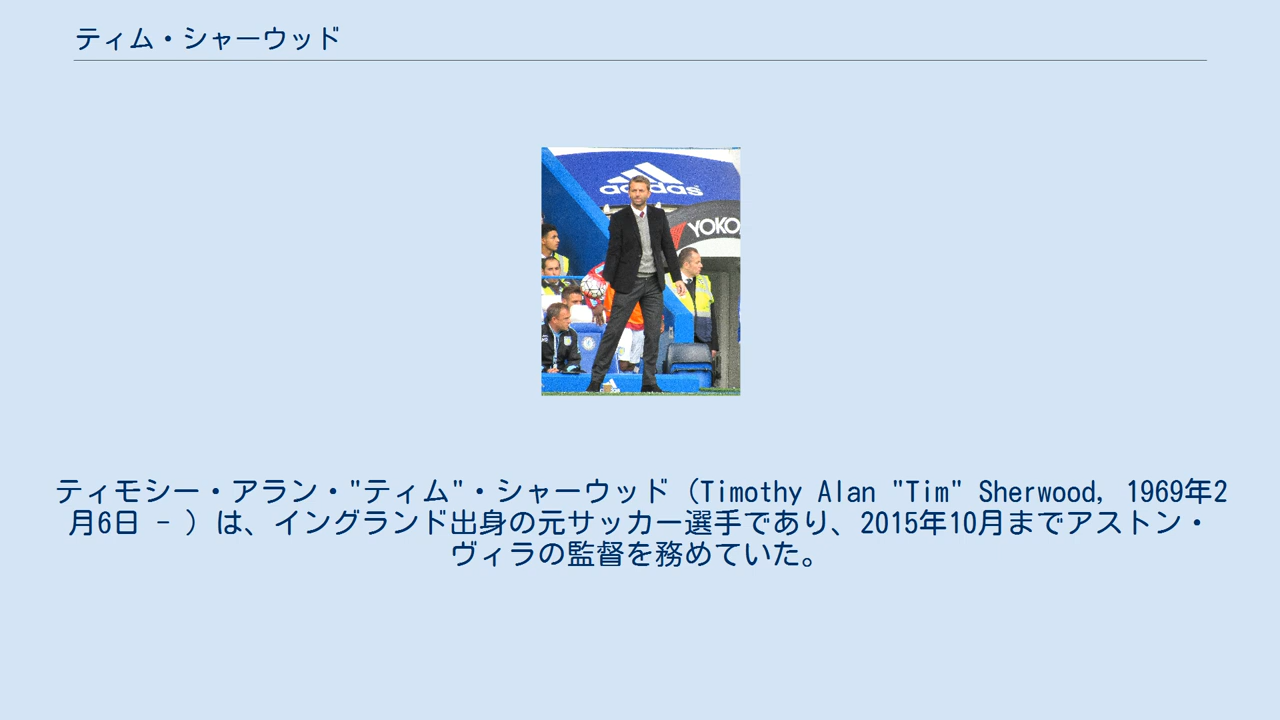 ティム・シャーウッド
adidas
YOKO
ティモシー・アラン・"ティム"・シャーウッド（Timothy Alan "Tim" Sherwood, 1969年2
月6日 - ）は、イングランド出身の元サッカー選手であり、2015年10月までアストン・
ヴィラの監督を務めていた。